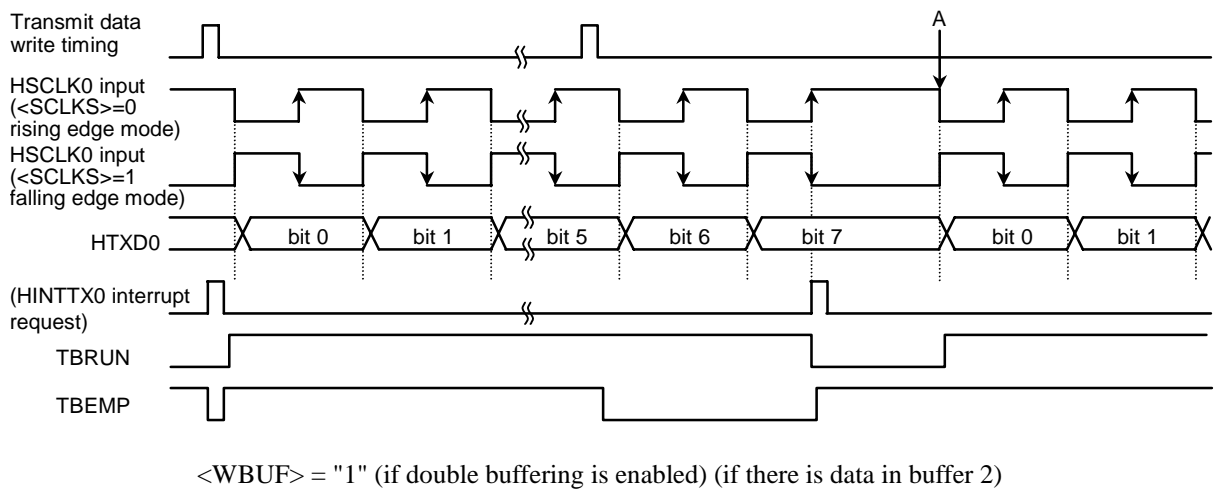 Transmit data
write timing
A
HSCLK0 input
(<SCLKS>=0
rising edge mode)
HSCLK0 input
(<SCLKS>=1
falling edge mode)
HTXD0
bit 0
bit 1
bit 5
bit 6
bit 7
bit 0
bit 1
(HINTTX0 interrupt
request)
TBRUN
TBEMP
<WBUF> = "1" (if double buffering is enabled) (if there is data in buffer 2)